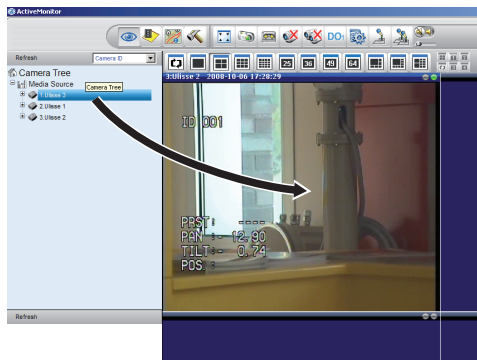 ActiveMonitor
DO1
Refresh
Camera ID
25 36 49 64
3:Ulisse 2 2008-10-06 17:28:29
Camera Tree
Media Source
Camera Tree
1.Ulisse 3
2.Ulisse 1
3.Ulisse 2
ID 001
PRST: ----
PAN :- 12.90
TILT:- 0.74
POS.:
Refresh